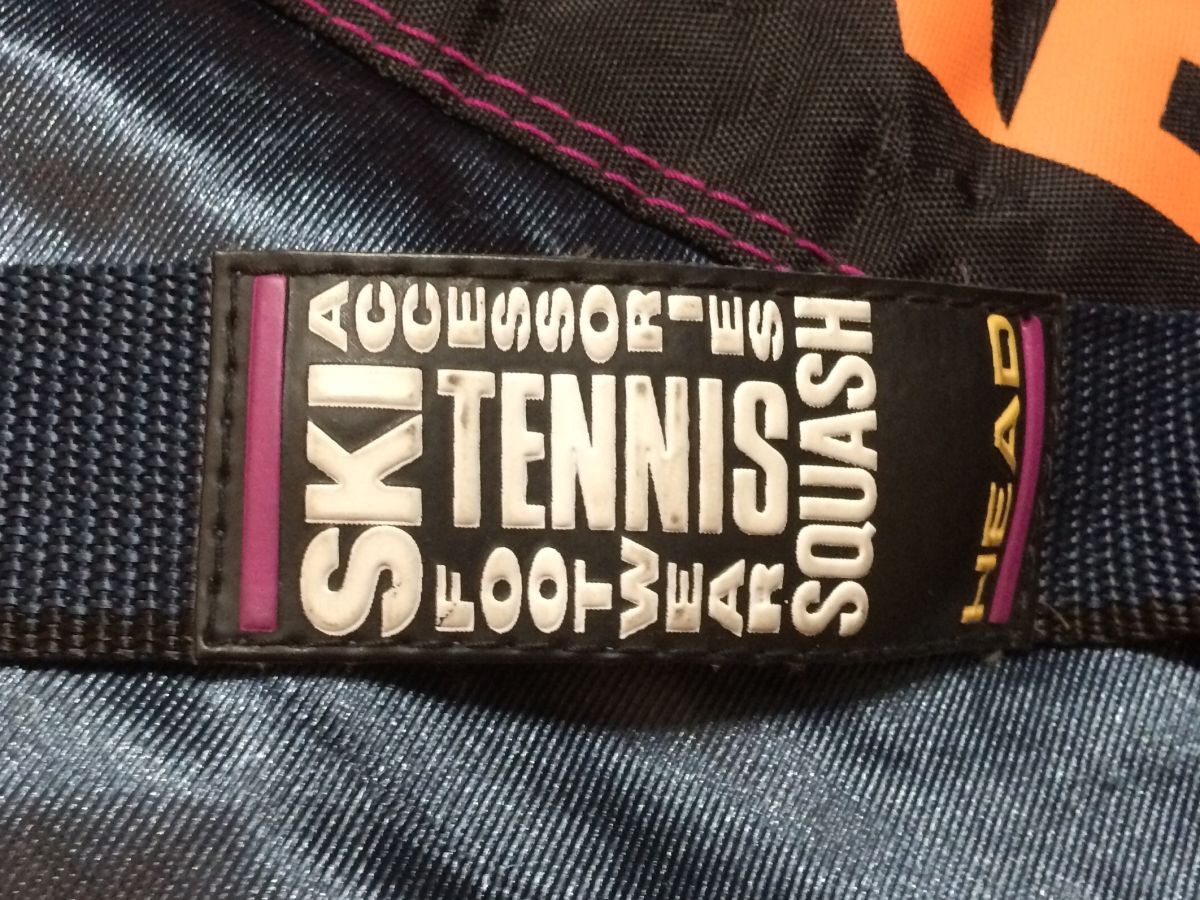 SKI
ACCESSORIES
TENNIS
FOOTWEAR
SQUASH
HEAD